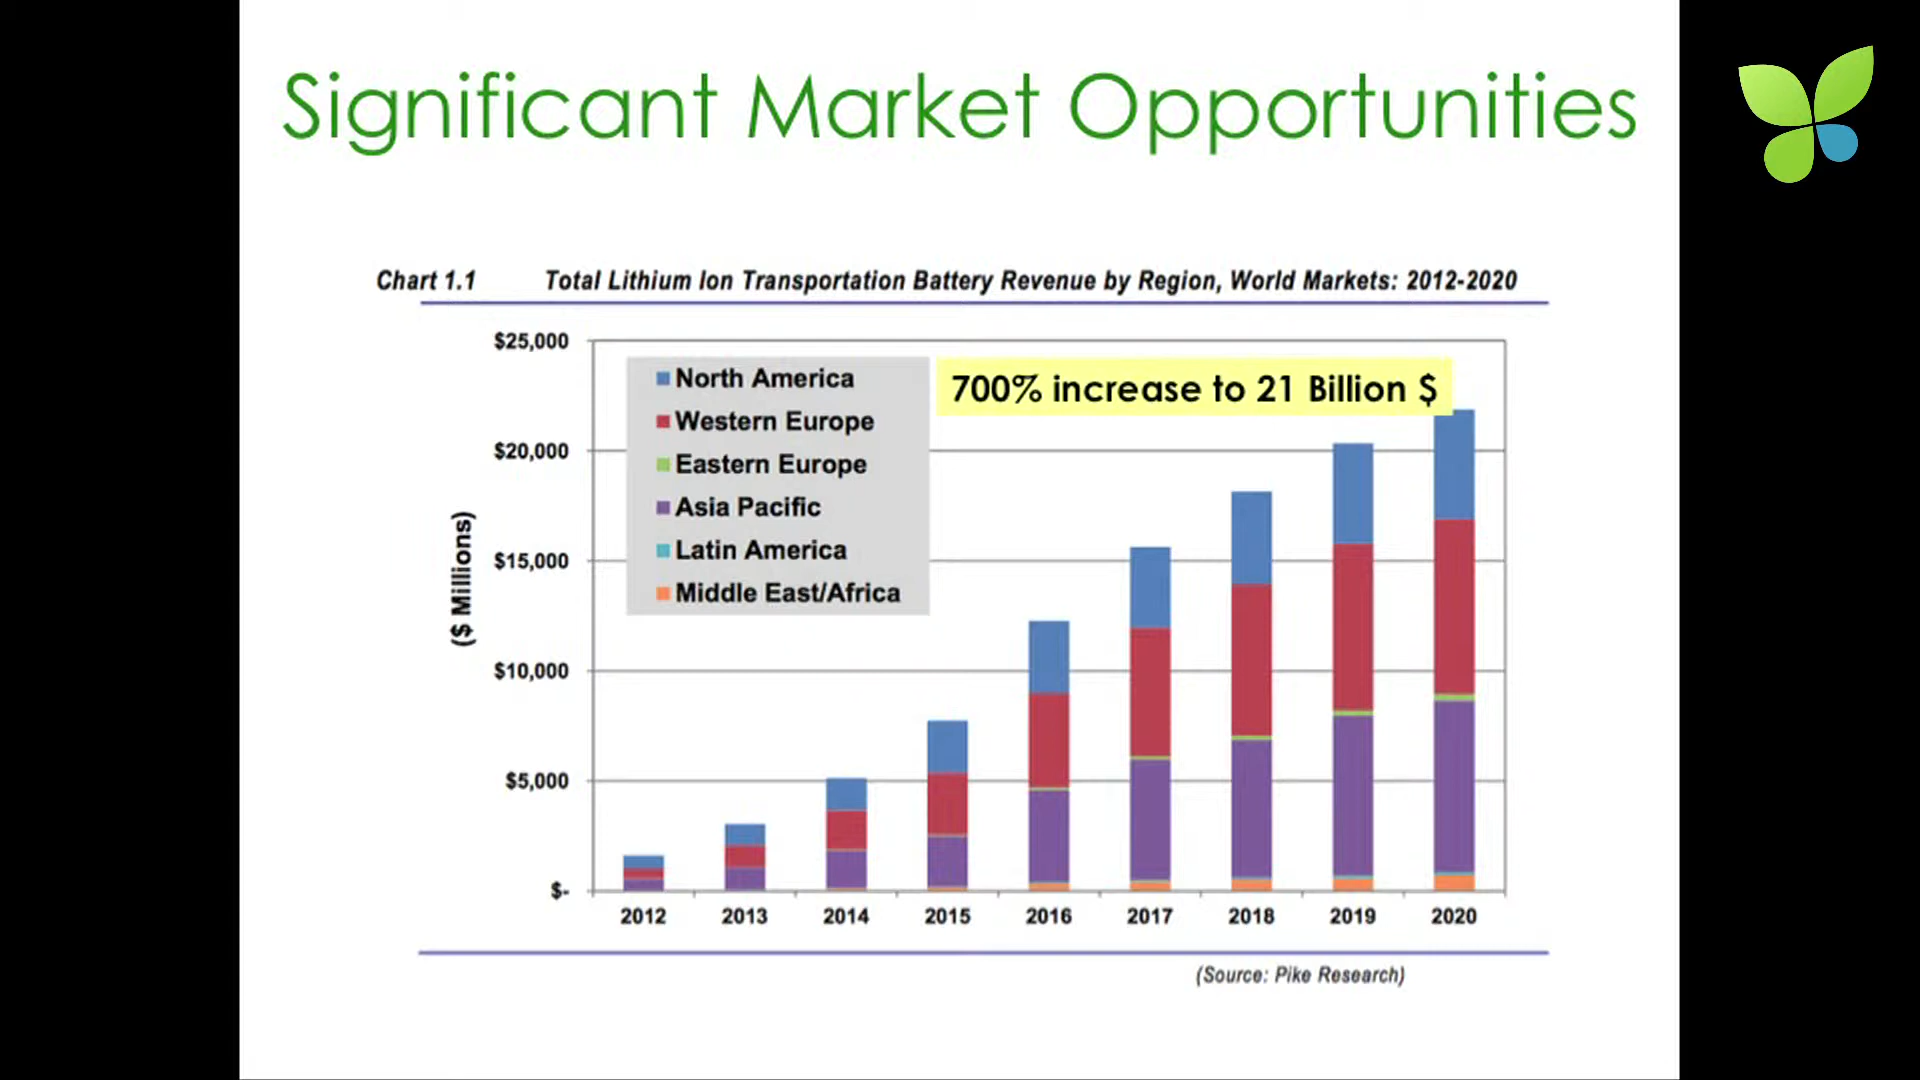 Significant Market Opportunities
Chart 1.1 Total Lithium Ion Transportation Battery Revenue by Region, World Markets: 2012-2020
$25,000
$20,000
$15,000
$10,000
$5,000
$-
($ Millions)
North America
Western Europe
Eastern Europe
Asia Pacific
Latin America
Middle East/Africa
700% increase to 21 Billion $
2012 2013 2014 2015 2016 2017 2018 2019 2020
(Source: Pike Research)